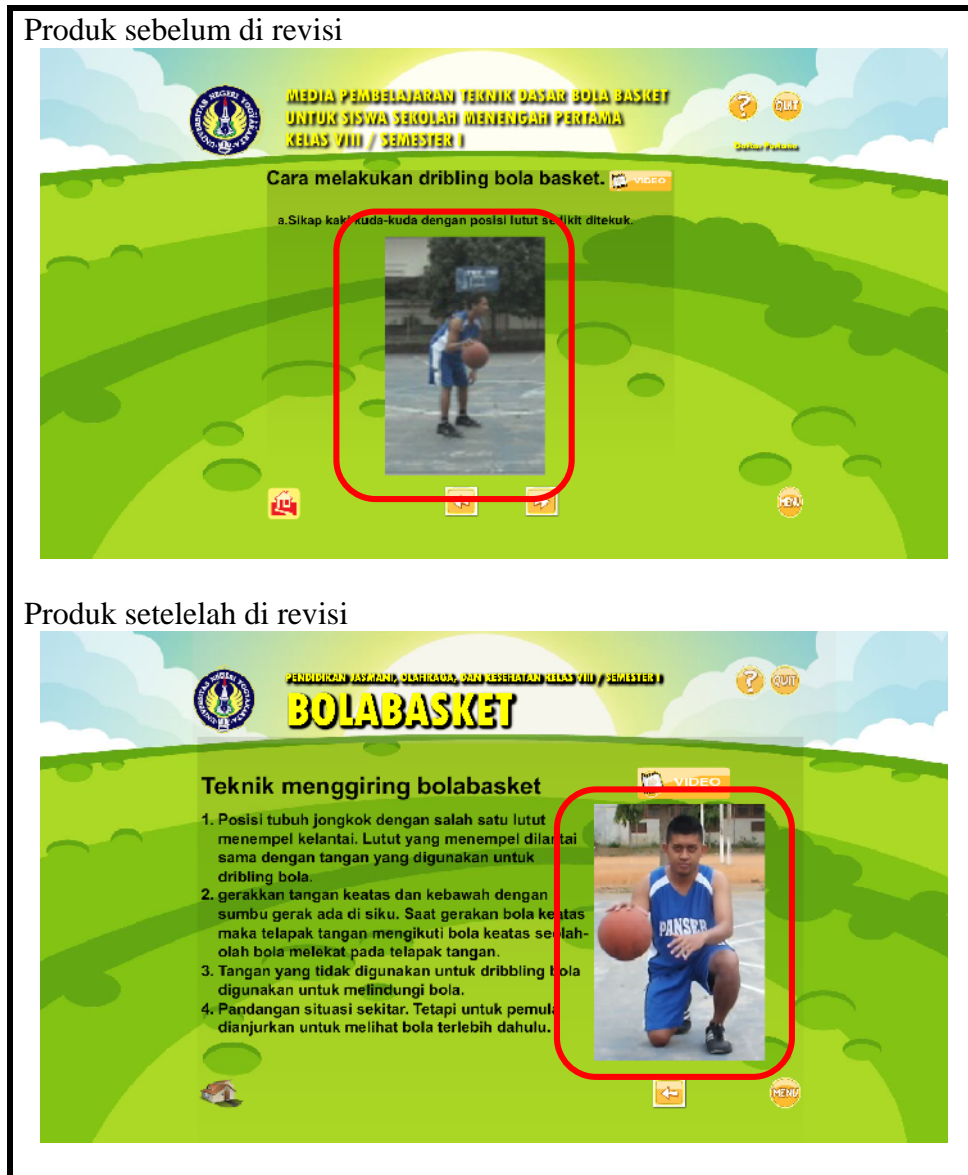 Produk sebelum di revisi
UNIVERSITAS NEGERI YOGYAKARTA
MEDIA PEMBELAJARAN TEKNIK DASAR BOLA BASKET
UNTUK SISWA SEKOLAH MENENGAH PERTAMA
KELAS VIII / SEMESTER I
?
QUIT
Cara melakukan dribling bola basket.
VIDEO
a.Sikap kaki kuda-kuda dengan posisi lutut sedikit ditekuk.
MENU
Produk setelelah di revisi
UNIVERSITAS NEGERI YOGYAKARTA
PENDIDIKAN JASMANI, OLAHRAGA, DAN KESEHATAN KELAS VIII / SEMESTER I
BOLABASKET
?
QUIT
Teknik menggiring bolabasket
VIDEO
1. Posisi tubuh jongkok dengan salah satu lutut
menempel kelantai. Lutut yang menempel dilantai
sama dengan tangan yang digunakan untuk
dribling bola.
2. gerakkan tangan keatas dan kebawah dengan
sumbu gerak ada di siku. Saat gerakan bola keatas
maka telapak tangan mengikuti bola keatas seolah-
olah bola melekat pada telapak tangan.
3. Tangan yang tidak digunakan untuk dribbling bola
digunakan untuk melindungi bola.
4. Pandangan situasi sekitar. Tetapi untuk pemula
dianjurkan untuk melihat bola terlebih dahulu.
PANSER
MENU